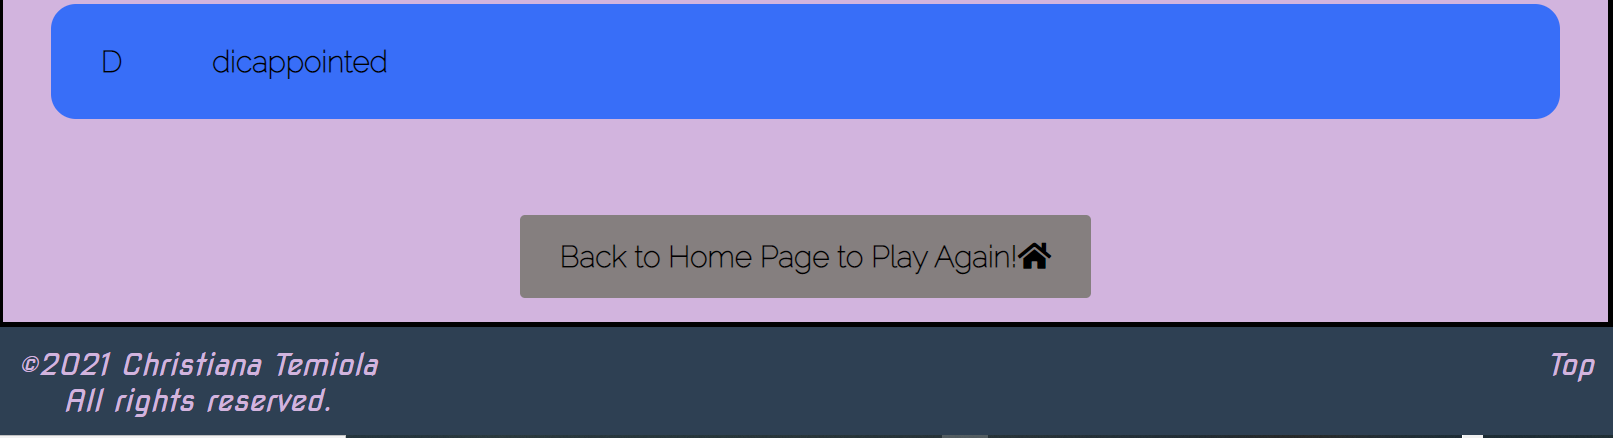 D dicappointed
Back to Home Page to Play Again!
©2021 Christiana Temiola Top
All rights reserved.